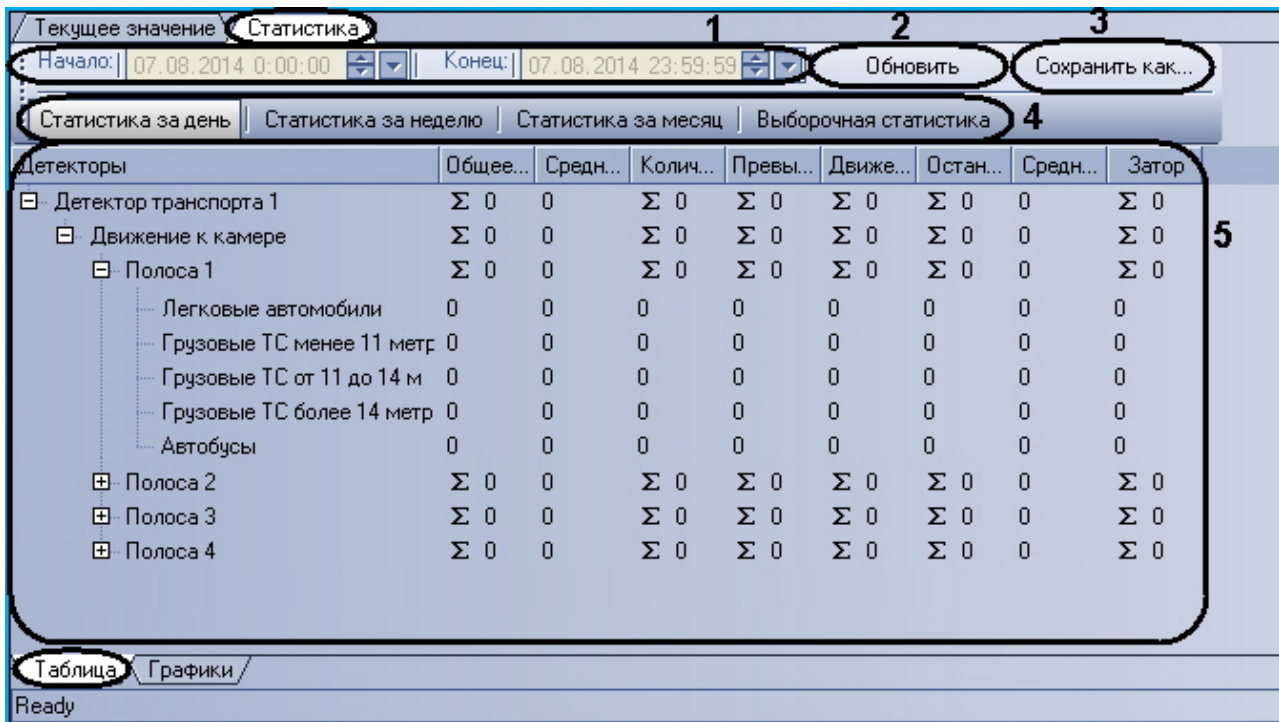 Текущее значение Статистика 1 2 3
Начало: 07.08.2014 0:00:00 Конец: 07.08.2014 23:59:59 Обновить Сохранить как...
Статистика за день Статистика за неделю Статистика за месяц Выборочная статистика 4
Детекторы Общее... Средн... Колич... Превы... Движе... Остан... Средн... Затор
Детектор транспорта 1 Σ 0 0 Σ 0 Σ 0 Σ 0 Σ 0 0 Σ 0
Движение к камере Σ 0 0 Σ 0 Σ 0 Σ 0 Σ 0 0 Σ 0 5
Полоса 1 Σ 0 0 Σ 0 Σ 0 Σ 0 Σ 0 0 Σ 0
Легковые автомобили 0 0 0 0 0 0 0 0
Грузовые ТС менее 11 метр 0 0 0 0 0 0 0 0
Грузовые ТС от 11 до 14 м 0 0 0 0 0 0 0 0
Грузовые ТС более 14 метр 0 0 0 0 0 0 0 0
Автобусы 0 0 0 0 0 0 0 0
Полоса 2 Σ 0 0 Σ 0 Σ 0 Σ 0 Σ 0 0 Σ 0
Полоса 3 Σ 0 0 Σ 0 Σ 0 Σ 0 Σ 0 0 Σ 0
Полоса 4 Σ 0 0 Σ 0 Σ 0 Σ 0 Σ 0 0 Σ 0
Таблица Графики
Ready